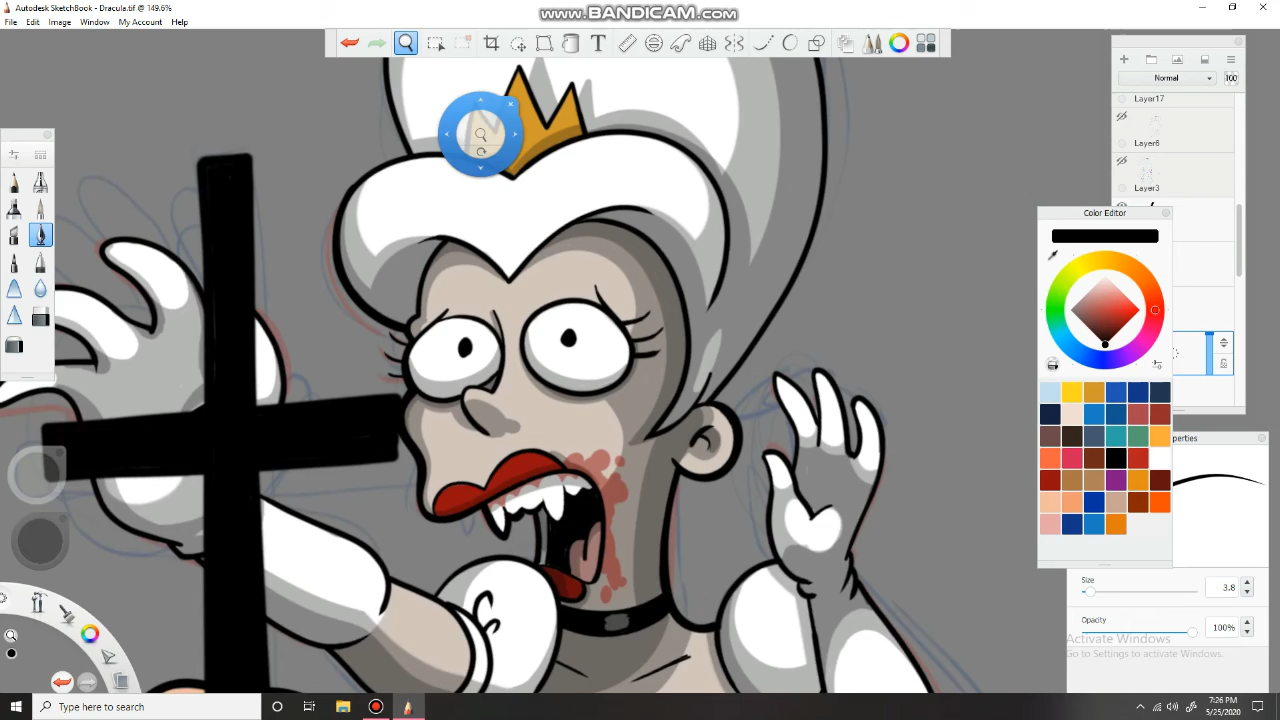 Autodesk SketchBook - Dracula.tif @ 149.6%
www.BANDICAM.com
File Image Window My Account Help
Normal
100
Layer17
Layer6
Layer3
Color Editor
perties
Size
3.8
Opacity
100%
Activate Windows
Go to Settings to activate Windows.
Type here to search
7:26 PM
5/25/2020